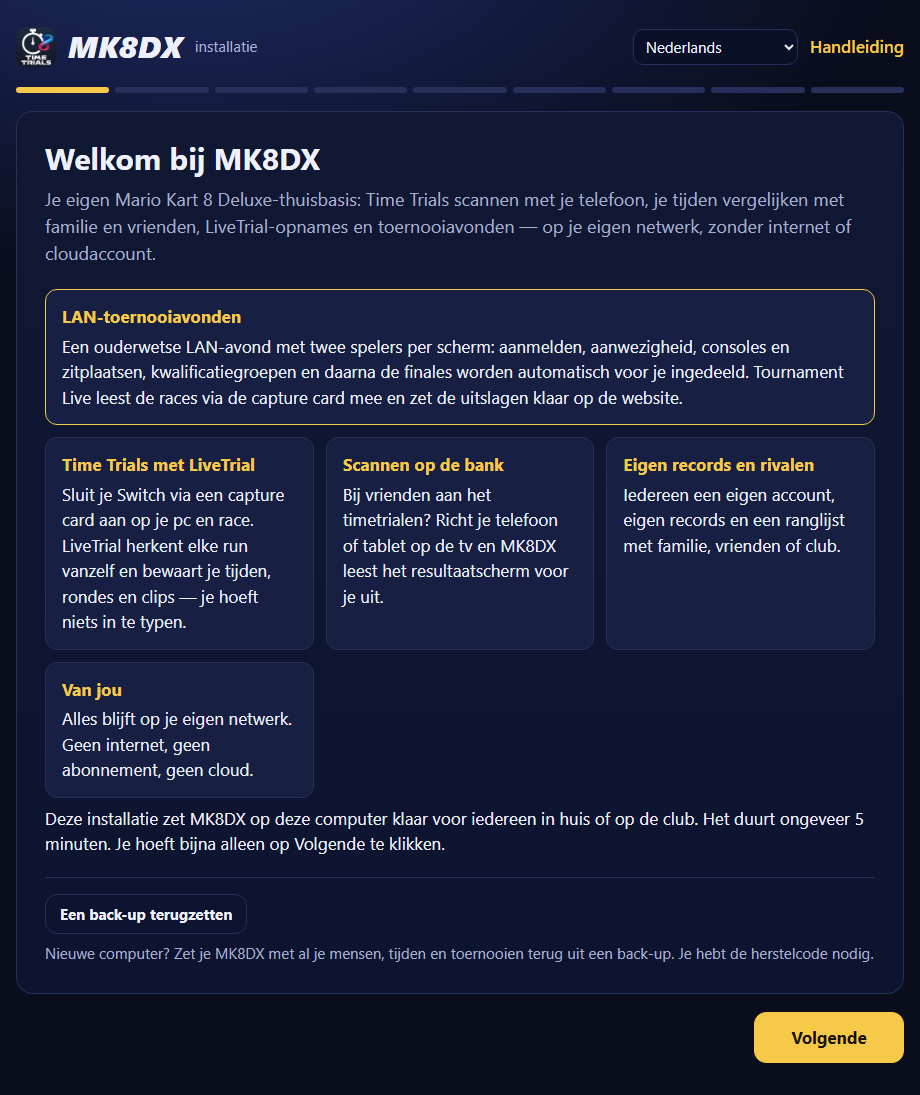 TIME TRIALS
MK8DX installatie
Nederlands
Handleiding
Welkom bij MK8DX
Je eigen Mario Kart 8 Deluxe-thuisbasis: Time Trials scannen met je telefoon, je tijden vergelijken met
familie en vrienden, LiveTrial-opnames en toernooiavonden — op je eigen netwerk, zonder internet of
cloudaccount.
LAN-toernooiavonden
Een ouderwetse LAN-avond met twee spelers per scherm: aanmelden, aanwezigheid, consoles en
zitplaatsen, kwalificatiegroepen en daarna de finales worden automatisch voor je ingedeeld. Tournament
Live leest de races via de capture card mee en zet de uitslagen klaar op de website.
Time Trials met LiveTrial
Sluit je Switch via een capture
card aan op je pc en race.
LiveTrial herkent elke run
vanzelf en bewaart je tijden,
rondes en clips — je hoeft
niets in te typen.
Scannen op de bank
Bij vrienden aan het
timetrialen? Richt je telefoon
of tablet op de tv en MK8DX
leest het resultaatscherm voor
je uit.
Eigen records en rivalen
Iedereen een eigen account,
eigen records en een ranglijst
met familie, vrienden of club.
Van jou
Alles blijft op je eigen netwerk.
Geen internet, geen
abonnement, geen cloud.
Deze installatie zet MK8DX op deze computer klaar voor iedereen in huis of op de club. Het duurt ongeveer 5
minuten. Je hoeft bijna alleen op Volgende te klikken.
Een back-up terugzetten
Nieuwe computer? Zet je MK8DX met al je mensen, tijden en toernooien terug uit een back-up. Je hebt de herstelcode nodig.
Volgende